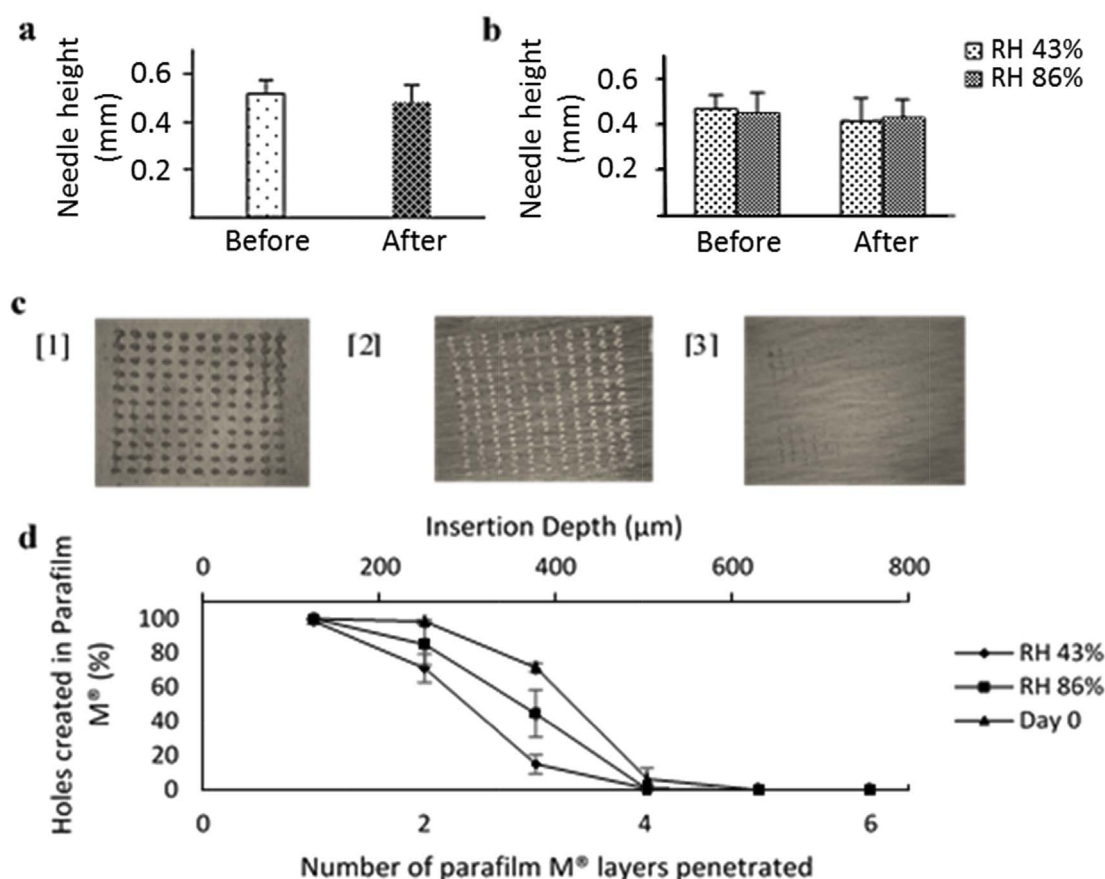 a
Needle height
(mm)
0.6
0.4
0.2
Before
After
b
Needle height
(mm)
0.6
0.4
0.2
Before
After
RH 43%
RH 86%
c
[1]
[2]
[3]
d
Insertion Depth (µm)
0
200
400
600
800
Holes created in Parafilm
M® (%)
100
80
60
40
20
0
0
2
4
6
Number of parafilm M® layers penetrated
RH 43%
RH 86%
Day 0